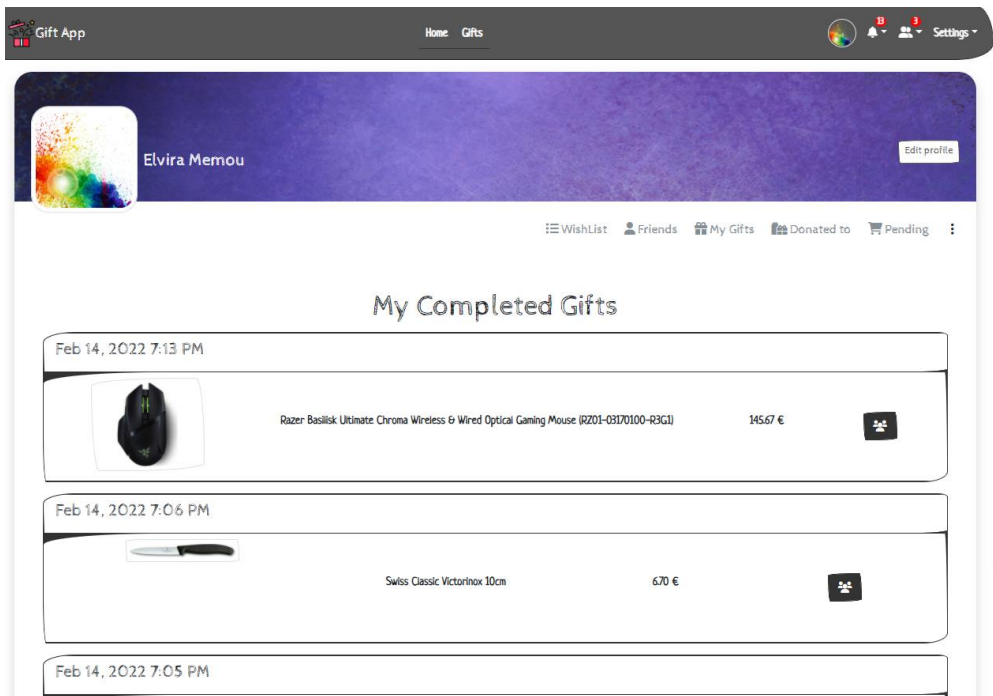 Gift App
Home Gifts
13
3
Settings
Elvira Memou
Edit profile
WishList Friends My Gifts Donated to Pending
My Completed Gifts
Feb 14, 2022 7:13 PM
Razer Basilisk Ultimate Chroma Wireless & Wired Optical Gaming Mouse (RZ01-03170100-R3G1) 145.67 €
Feb 14, 2022 7:06 PM
Swiss Classic Victorinox 10cm 6.70 €
Feb 14, 2022 7:05 PM